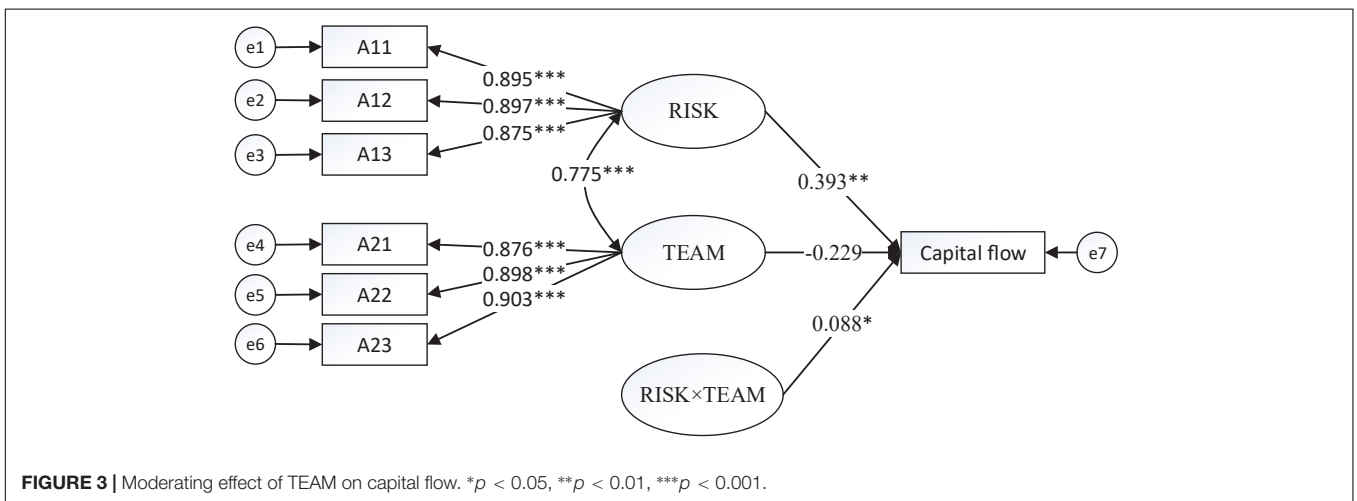 e1
A11
e2
A12
e3
A13
0.895***
0.897***
0.875***
RISK
0.775***
0.393**
e4
A21
e5
A22
e6
A23
0.876***
0.898***
0.903***
TEAM
-0.229
Capital flow
e7
0.088*
RISK×TEAM
FIGURE 3 | Moderating effect of TEAM on capital flow. *p < 0.05, **p < 0.01, ***p < 0.001.